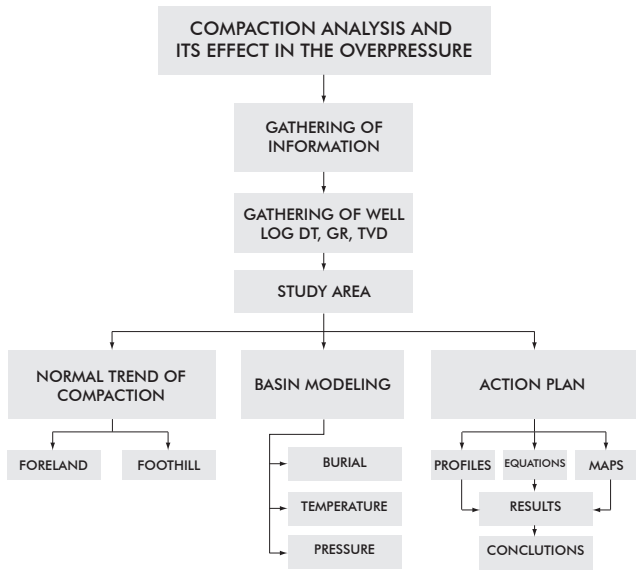 COMPACTION ANALYSIS AND
ITS EFFECT IN THE OVERPRESSURE
GATHERING OF
INFORMATION
GATHERING OF WELL
LOG DT, GR, TVD
STUDY AREA
NORMAL TREND OF
COMPACTION
BASIN MODELING
ACTION PLAN
FORELAND
FOOTHILL
BURIAL
TEMPERATURE
PRESSURE
PROFILES
EQUATIONS
MAPS
RESULTS
CONCLUTIONS